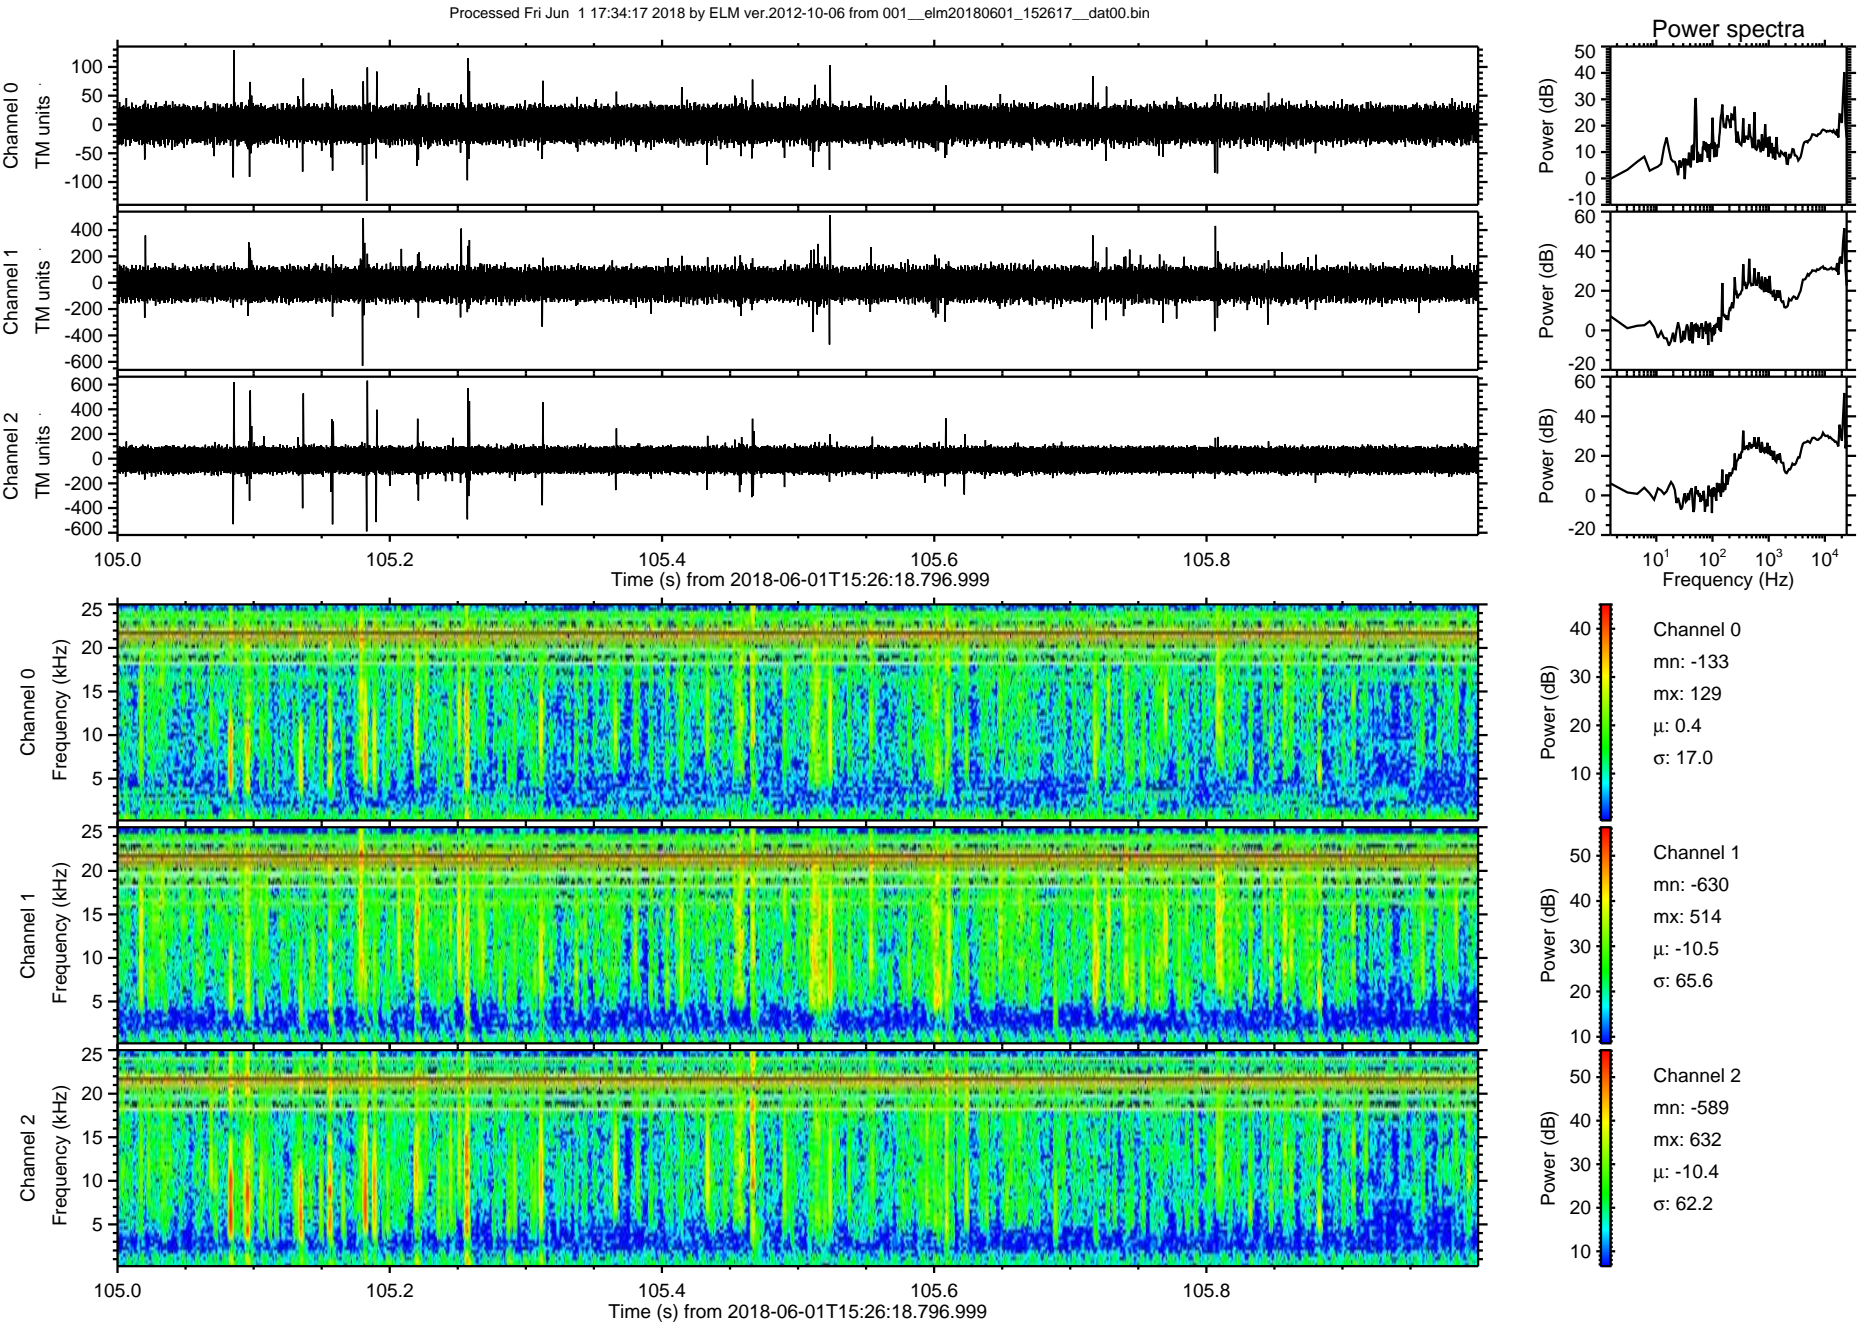 Processed Fri Jun  1 17:34:17 2018 by ELM ver.2012-10-06 from 001__elm20180601_152617__dat00.bin
Power spectra
Channel 0
TM units
100
50
0
-50
-100
Power (dB)
50
40
30
20
10
0
-10
Channel 1
TM units
400
200
0
-200
-400
-600
Power (dB)
60
40
20
0
-20
Channel 2
TM units
600
400
200
0
-200
-400
-600
Power (dB)
60
40
20
0
-20
105.0 105.2 105.4 105.6 105.8
Time (s) from 2018-06-01T15:26:18.796.999
10^1 10^2 10^3 10^4
Frequency (Hz)
Channel 0
Frequency (kHz)
25
20
15
10
5
Power (dB)
40
30
20
10
Channel 0
mn: -133
mx: 129
μ: 0.4
σ: 17.0
Channel 1
Frequency (kHz)
25
20
15
10
5
Power (dB)
50
40
30
20
10
Channel 1
mn: -630
mx: 514
μ: -10.5
σ: 65.6
Channel 2
Frequency (kHz)
25
20
15
10
5
Power (dB)
50
40
30
20
10
Channel 2
mn: -589
mx: 632
μ: -10.4
σ: 62.2
105.0 105.2 105.4 105.6 105.8
Time (s) from 2018-06-01T15:26:18.796.999